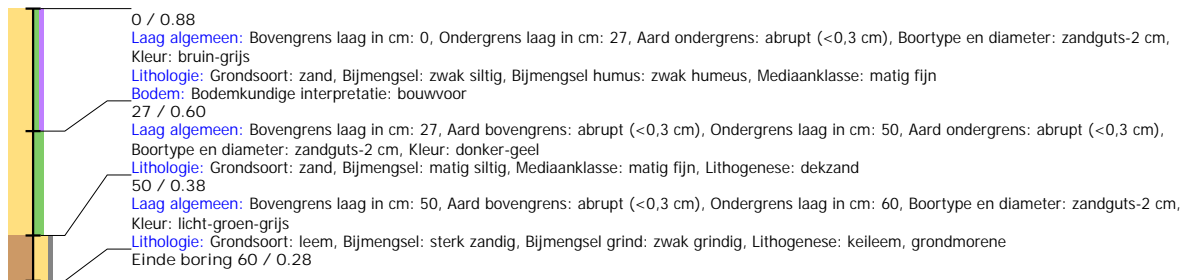 0 / 0.88
Laag algemeen: Bovengrens laag in cm: 0, Ondergrens laag in cm: 27, Aard ondergrens: abrupt (<0,3 cm), Boortype en diameter: zandguts-2 cm,
Kleur: bruin-grijs
Lithologie: Grondsoort: zand, Bijmengsel: zwak siltig, Bijmengsel humus: zwak humeus, Mediaanklasse: matig fijn
Bodem: Bodemkundige interpretatie: bouwvoor
27 / 0.60
Laag algemeen: Bovengrens laag in cm: 27, Aard bovengrens: abrupt (<0,3 cm), Ondergrens laag in cm: 50, Aard ondergrens: abrupt (<0,3 cm),
Boortype en diameter: zandguts-2 cm, Kleur: donker-geel
Lithologie: Grondsoort: zand, Bijmengsel: matig siltig, Mediaanklasse: matig fijn, Lithogenese: dekzand
50 / 0.38
Laag algemeen: Bovengrens laag in cm: 50, Aard bovengrens: abrupt (<0,3 cm), Ondergrens laag in cm: 60, Boortype en diameter: zandguts-2 cm,
Kleur: licht-groen-grijs
Lithologie: Grondsoort: leem, Bijmengsel: sterk zandig, Bijmengsel grind: zwak grindig, Lithogenese: keileem, grondmorene
Einde boring 60 / 0.28